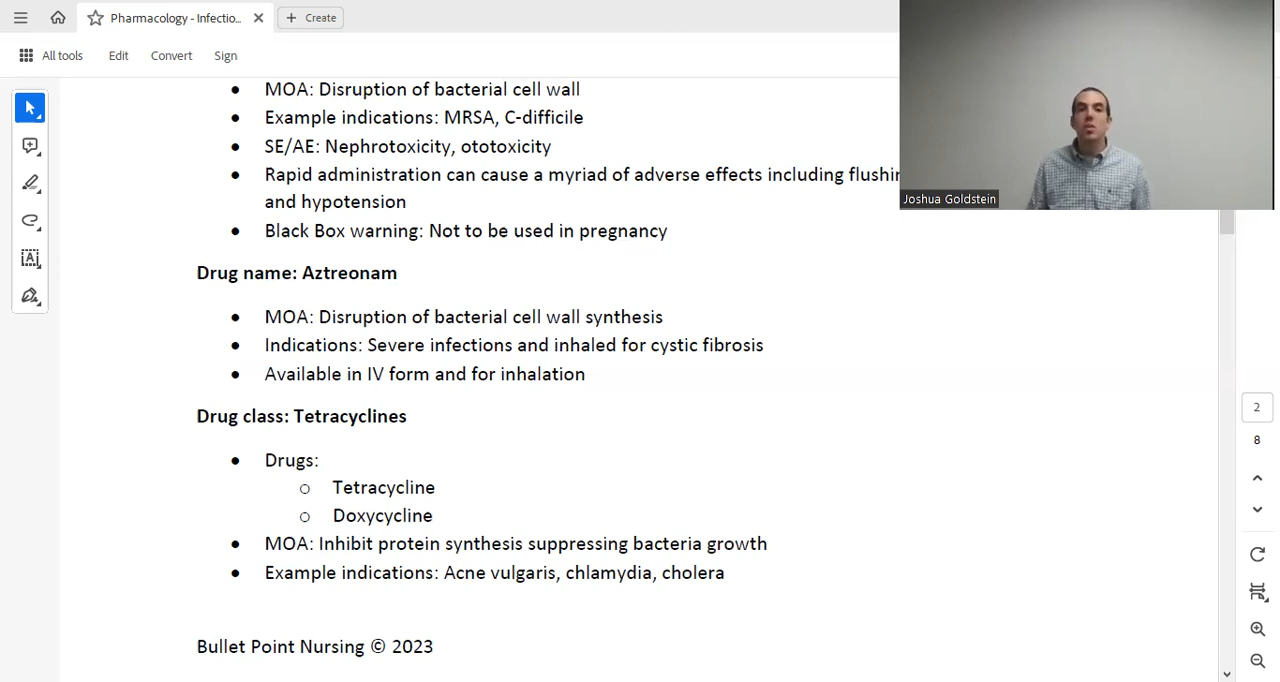 Pharmacology - Infectio...
Create
All tools
Edit
Convert
Sign
• MOA: Disruption of bacterial cell wall
• Example indications: MRSA, C-difficile
• SE/AE: Nephrotoxicity, ototoxicity
• Rapid administration can cause a myriad of adverse effects including flushin
and hypotension
• Black Box warning: Not to be used in pregnancy
Joshua Goldstein
Drug name: Aztreonam
• MOA: Disruption of bacterial cell wall synthesis
• Indications: Severe infections and inhaled for cystic fibrosis
• Available in IV form and for inhalation
Drug class: Tetracyclines
• Drugs:
o Tetracycline
o Doxycycline
• MOA: Inhibit protein synthesis suppressing bacteria growth
• Example indications: Acne vulgaris, chlamydia, cholera
Bullet Point Nursing © 2023
2
8